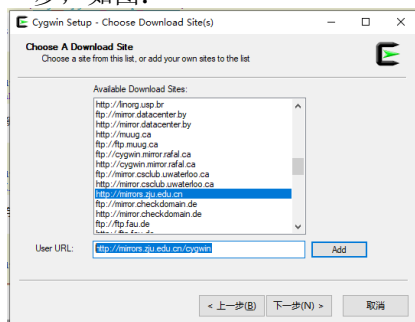 步，如图:
Cygwin Setup - Choose Download Site(s)
Choose A Download Site
Choose a site from this list, or add your own sites to the list
Available Download Sites:
http://linorg.usp.br
ftp://mirror.datacenter.by
http://mirror.datacenter.by
http://muug.ca
ftp://ftp.muug.ca
ftp://cygwin.mirror.rafal.ca
http://cygwin.mirror.rafal.ca
ftp://mirror.csclub.uwaterloo.ca
http://mirror.csclub.uwaterloo.ca
http://mirrors.zju.edu.cn
ftp://mirror.checkdomain.de
http://mirror.checkdomain.de
ftp://ftp.fau.de
User URL:
http://mirrors.zju.edu.cn/cygwin
Add
< 上一步(B)
下一步(N) >
取消